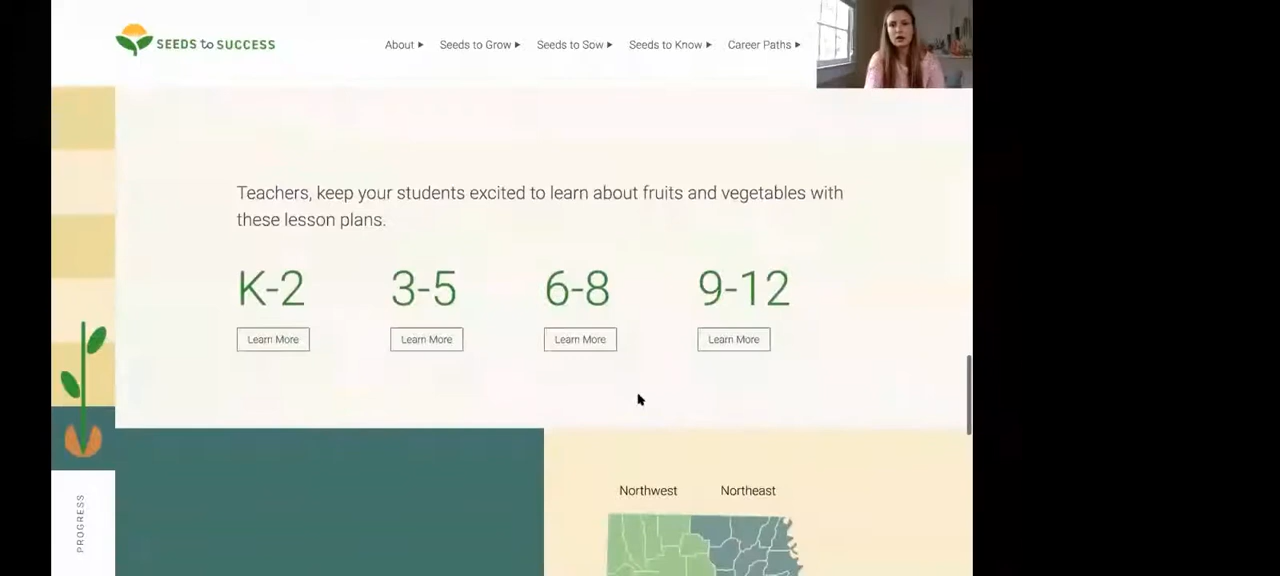 SEEDS to SUCCESS
About Seeds to Grow Seeds to Sow Seeds to Know Career Paths
Teachers, keep your students excited to learn about fruits and vegetables with
these lesson plans.
K-2 3-5 6-8 9-12
Learn More Learn More Learn More Learn More
Northwest Northeast
PROGRESS